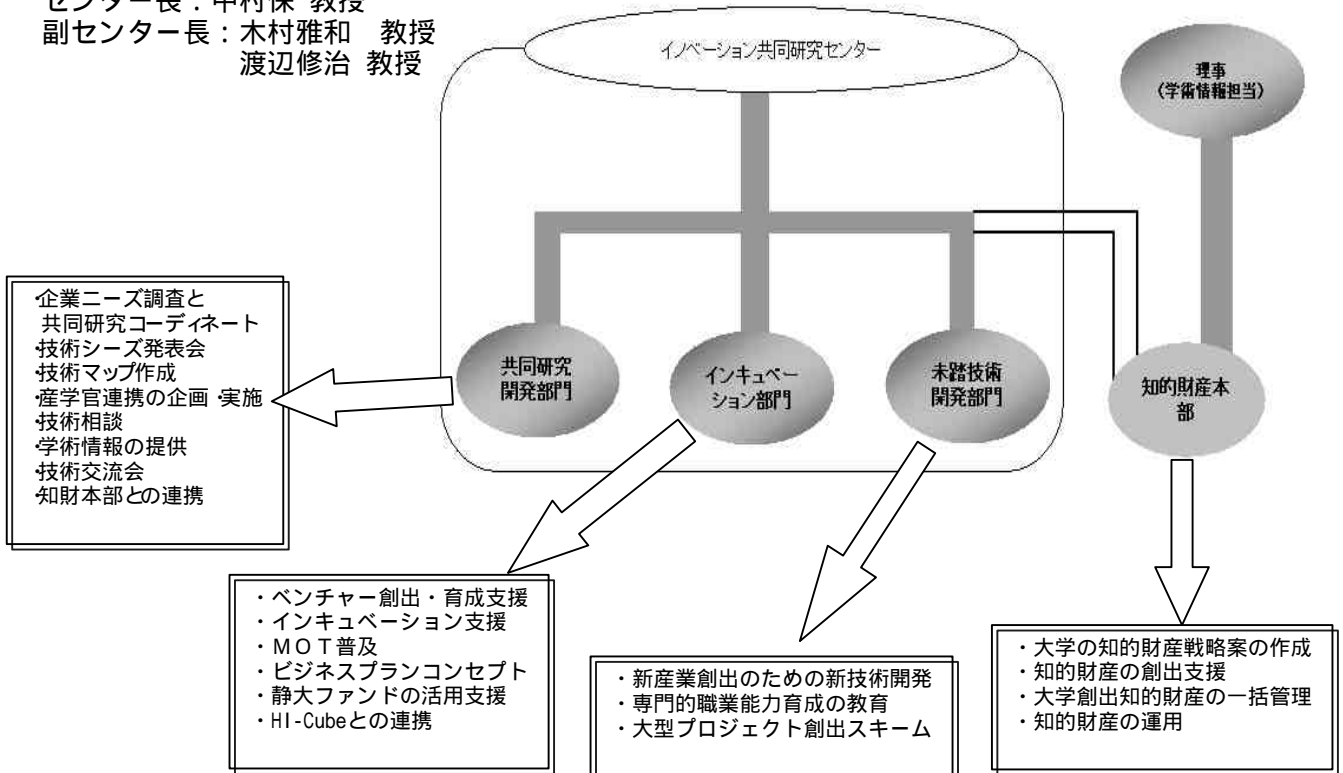 センター長：中村保 教授
副センター長：木村雅和　教授
渡辺修治 教授
イノベーション共同研究センター
理事
（学術情報担当）
共同研究
開発部門
インキュベー
ション部門
未踏技術
開発部門
知的財産本
部
・企業ニーズ調査と
共同研究コーディネート
・技術シーズ発表会
・技術マップ作成
・産学官連携の企画・実施
・技術相談
・学術情報の提供
・技術交流会
・知財本部との連携
・ベンチャー創出・育成支援
・インキュベーション支援
・ＭＯＴ普及
・ビジネスプランコンセプト
・静大ファンドの活用支援
・HI-Cubeとの連携
・新産業創出のための新技術開発
・専門的職業能力育成の教育
・大型プロジェクト創出スキーム
・大学の知的財産戦略案の作成
・知的財産の創出支援
・大学創出知的財産の一括管理
・知的財産の運用